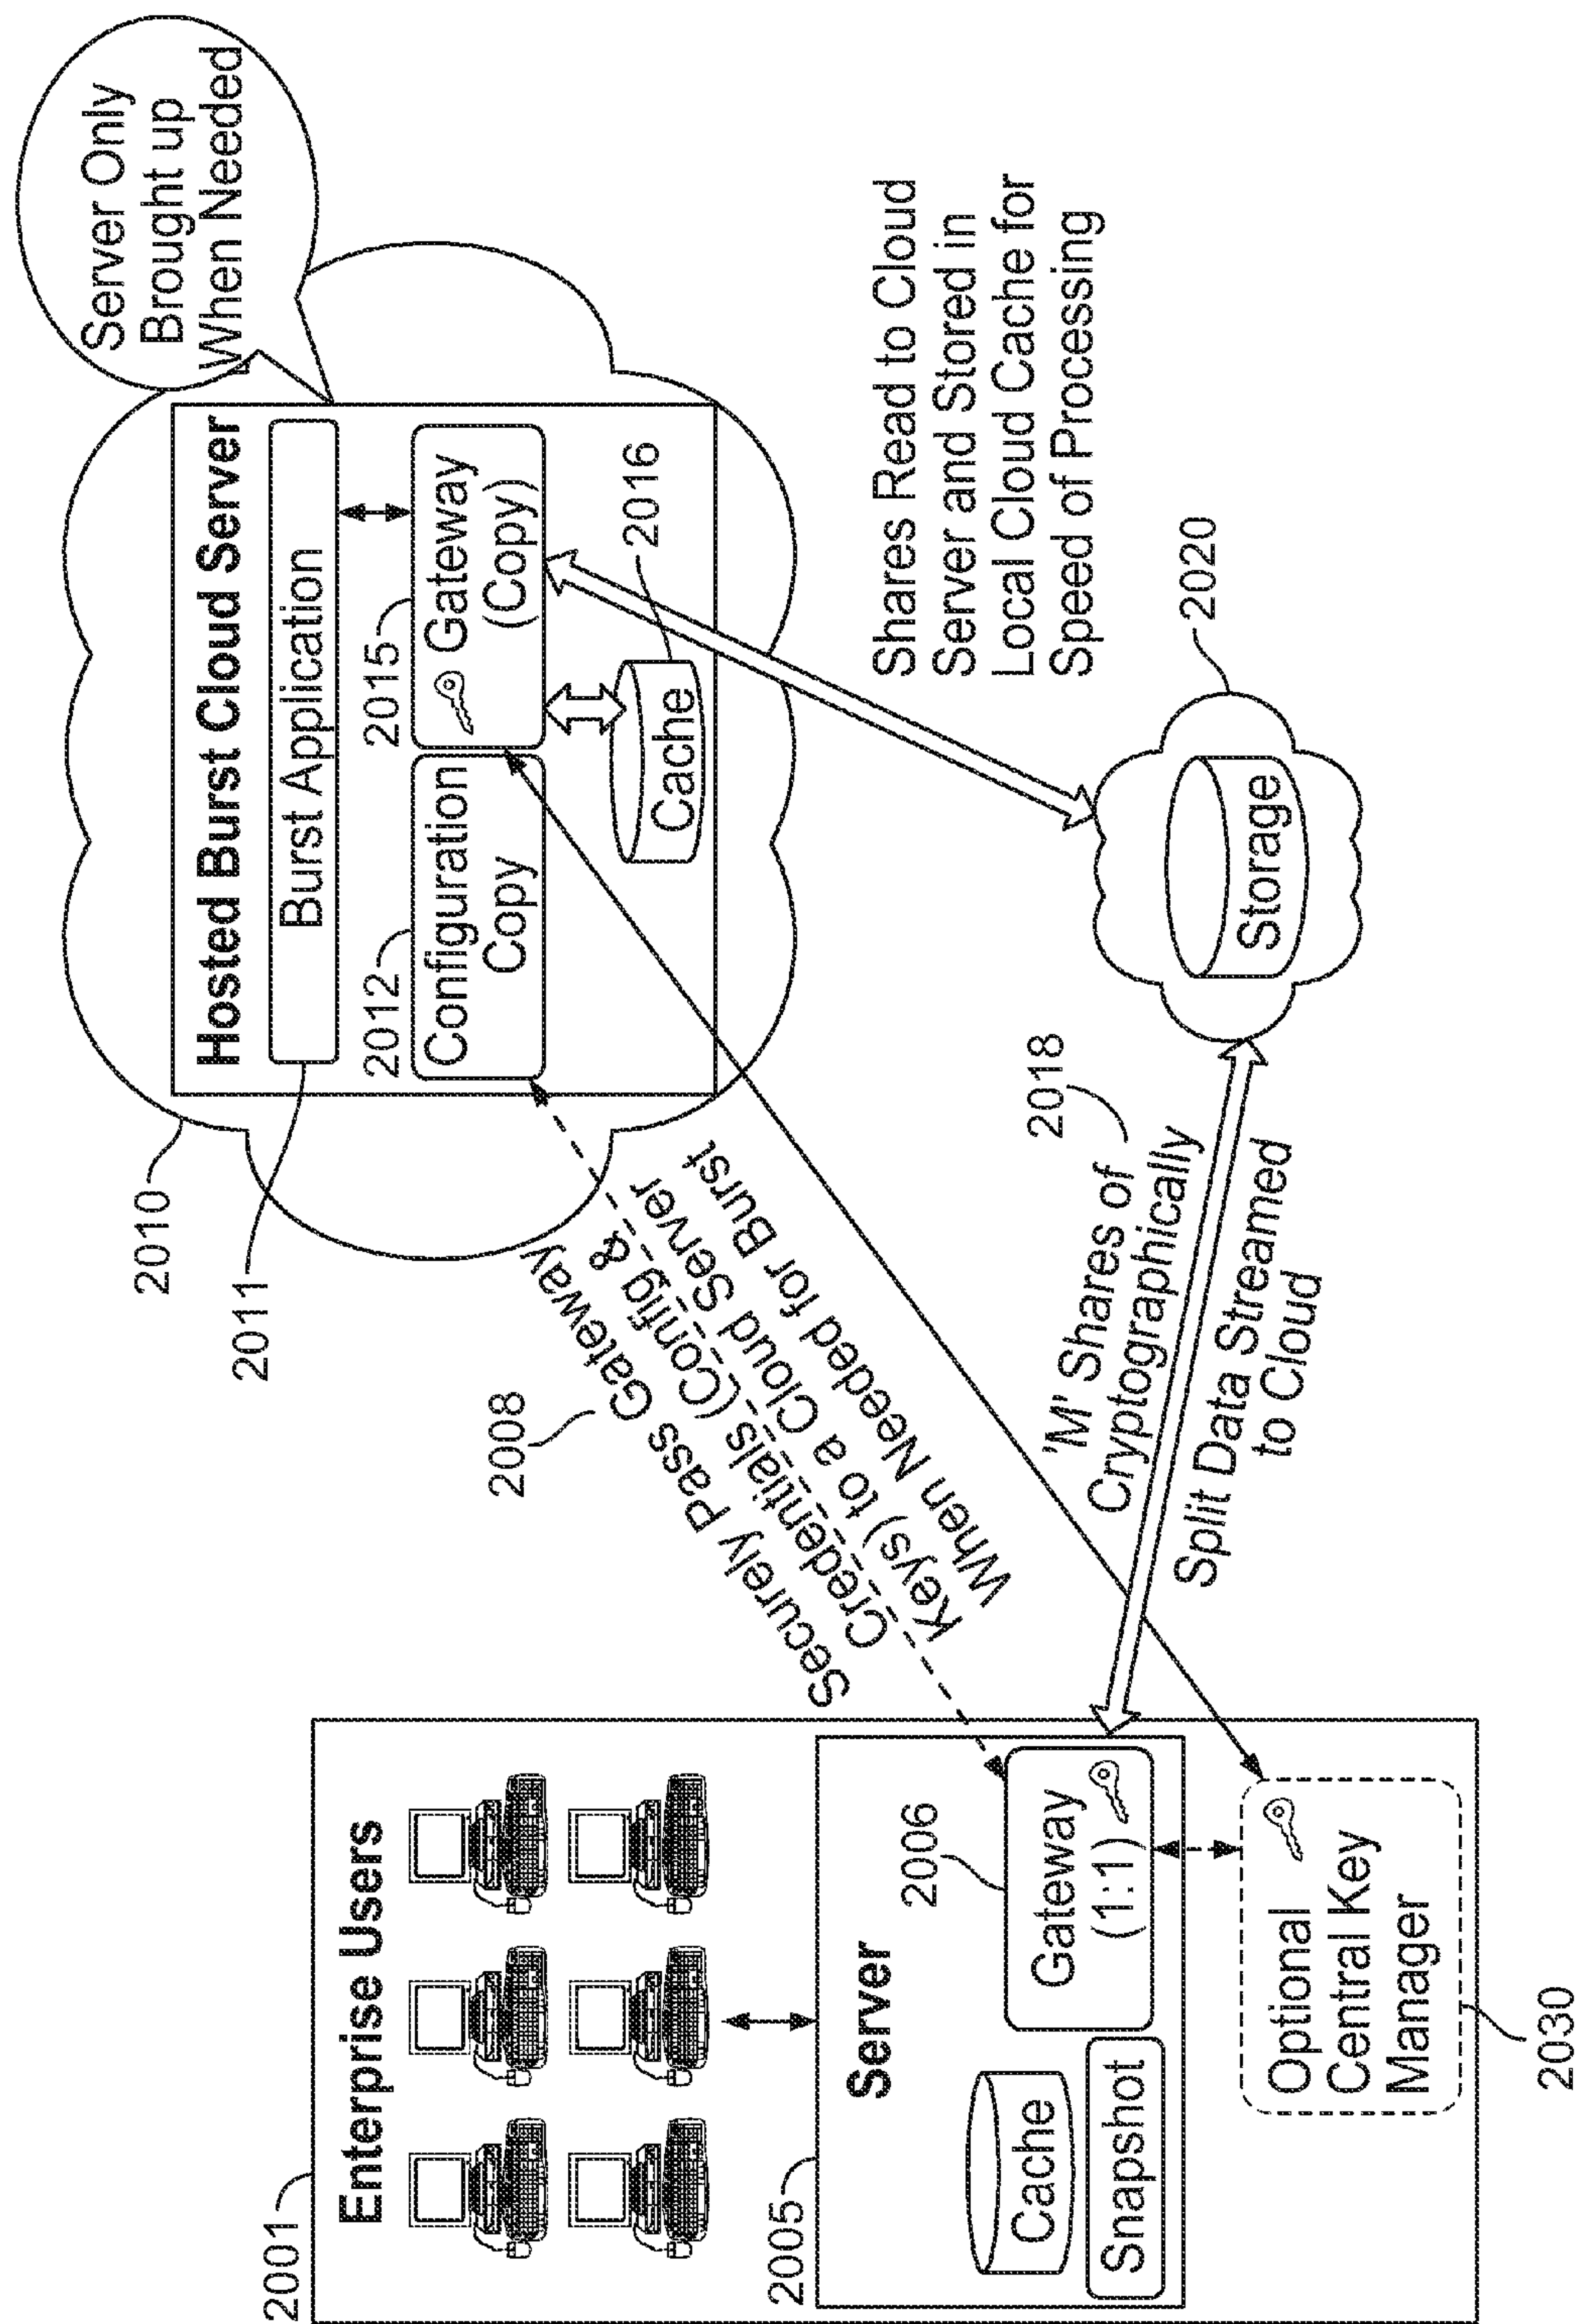 2001
Enterprise Users
2005
Server
Cache
Snapshot
2006
Gateway
(1:1)
Optional
Central Key
Manager
2030
2008
Securely Pass Gateway
Credentials (Config &
Keys) to a Cloud Server
When Needed for Burst
2018
'M' Shares of
Cryptographically
Split Data Streamed
to Cloud
2010
2011
Hosted Burst Cloud Server
Burst Application
2012
Configuration
Copy
2015
Gateway
(Copy)
Cache
2016
Server Only
Brought up
When Needed
Shares Read to Cloud
Server and Stored in
Local Cloud Cache for
Speed of Processing
2020
Storage